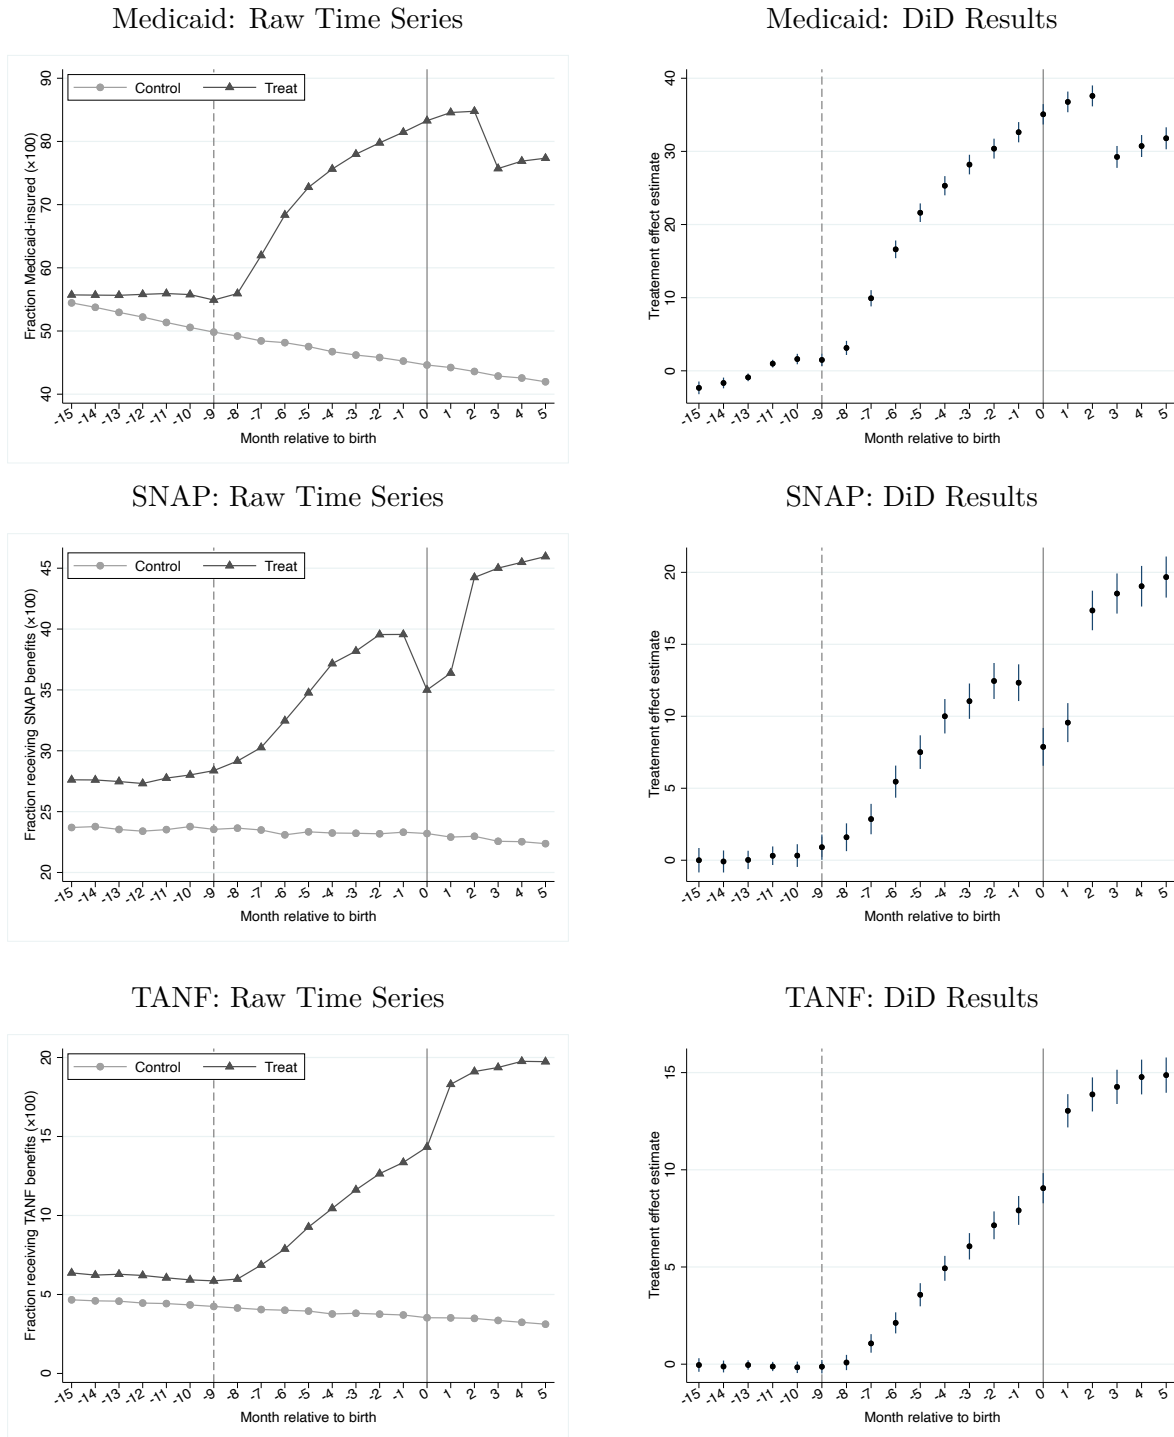 Medicaid: Raw Time Series
Medicaid: DiD Results
Fraction Medicaid-insured (×100)
90
80
70
60
50
40
Control
Treat
-15 -14 -13 -12 -11 -10 -9 -8 -7 -6 -5 -4 -3 -2 -1 0 1 2 3 4 5
Month relative to birth
Treatement effect estimate
40
30
20
10
0
-15 -14 -13 -12 -11 -10 -9 -8 -7 -6 -5 -4 -3 -2 -1 0 1 2 3 4 5
Month relative to birth
SNAP: Raw Time Series
SNAP: DiD Results
Fraction receiving SNAP benefits (×100)
45
40
35
30
25
20
Control
Treat
-15 -14 -13 -12 -11 -10 -9 -8 -7 -6 -5 -4 -3 -2 -1 0 1 2 3 4 5
Month relative to birth
Treatement effect estimate
20
15
10
5
0
-15 -14 -13 -12 -11 -10 -9 -8 -7 -6 -5 -4 -3 -2 -1 0 1 2 3 4 5
Month relative to birth
TANF: Raw Time Series
TANF: DiD Results
Fraction receiving TANF benefits (×100)
20
15
10
5
0
Control
Treat
-15 -14 -13 -12 -11 -10 -9 -8 -7 -6 -5 -4 -3 -2 -1 0 1 2 3 4 5
Month relative to birth
Treatement effect estimate
15
10
5
0
-15 -14 -13 -12 -11 -10 -9 -8 -7 -6 -5 -4 -3 -2 -1 0 1 2 3 4 5
Month relative to birth